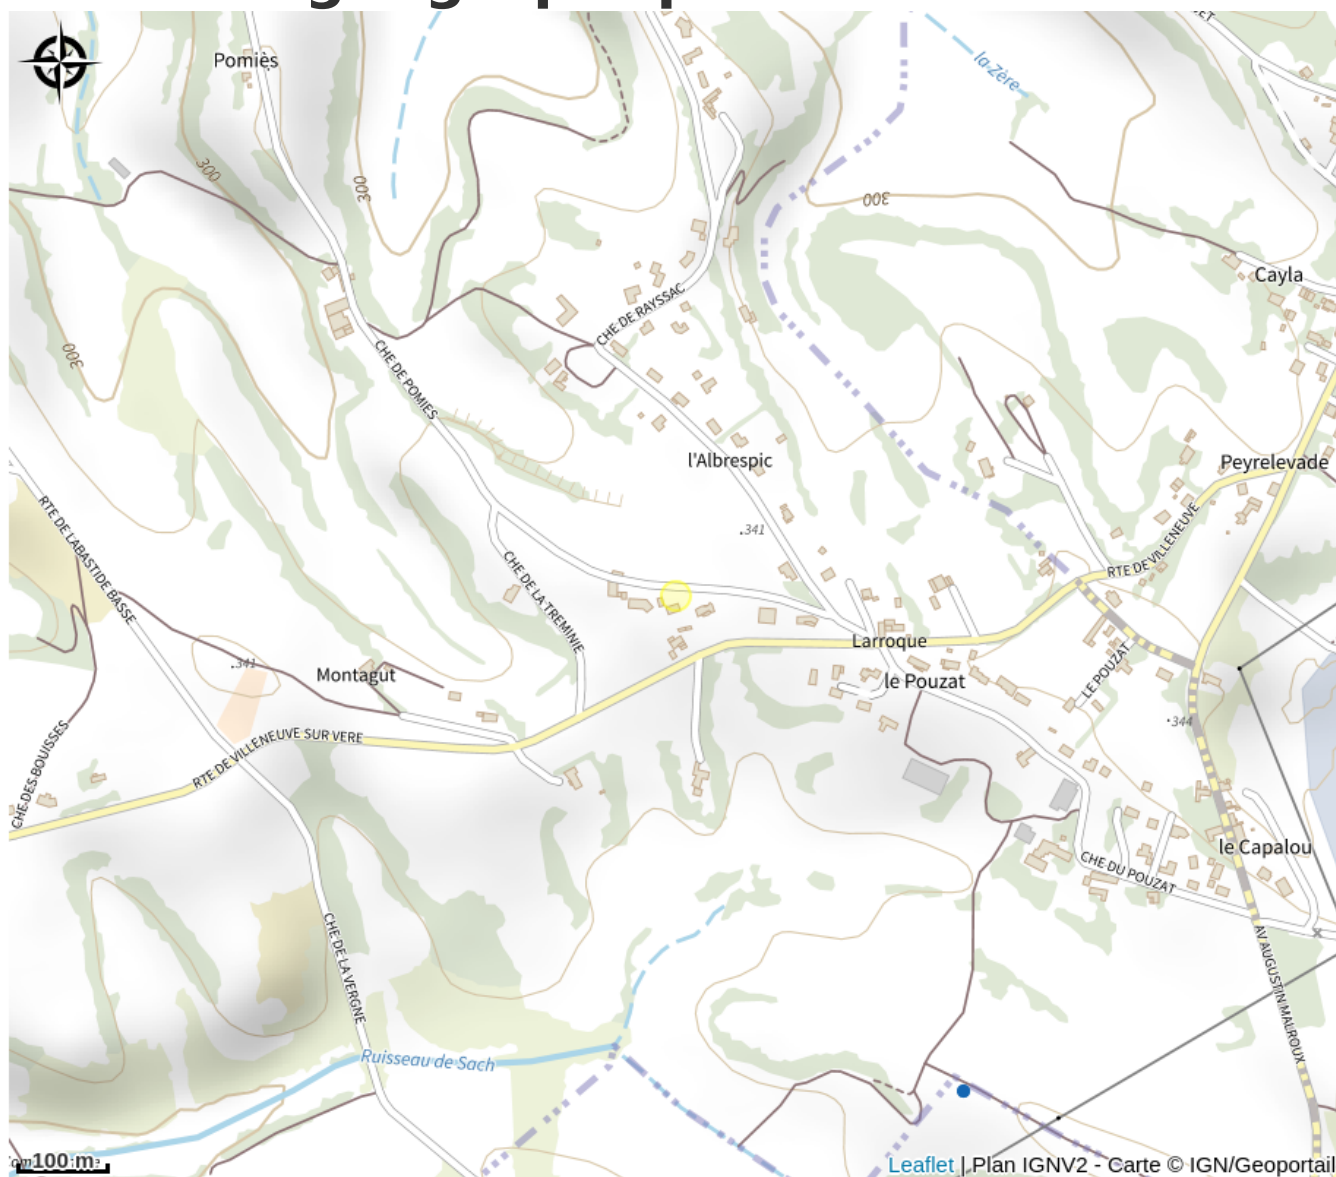 Pomiès
la Zère
300
300
300
Cayla
CHE DE RAYSSAC
300
CHE DE POMIES
l'Albrespic
Peyrelevade
RTE DE LABASTIDE BASSE
.341
RTE DE VILLENEUVE
CHE DE LA TREMINIE
Larroque
.341
Montagut
le Pouzat
LE POUZAT
.344
CHE DES BOUISSES
RTE DE VILLENEUVE SUR VERE
le Capalou
CHE DU POUZAT
CHE DE LA VERGNE
AV AUGUSTIN MALROUX
Ruisseau de Sach
100 m
Leaflet | Plan IGNV2 - Carte © IGN/Geoportail